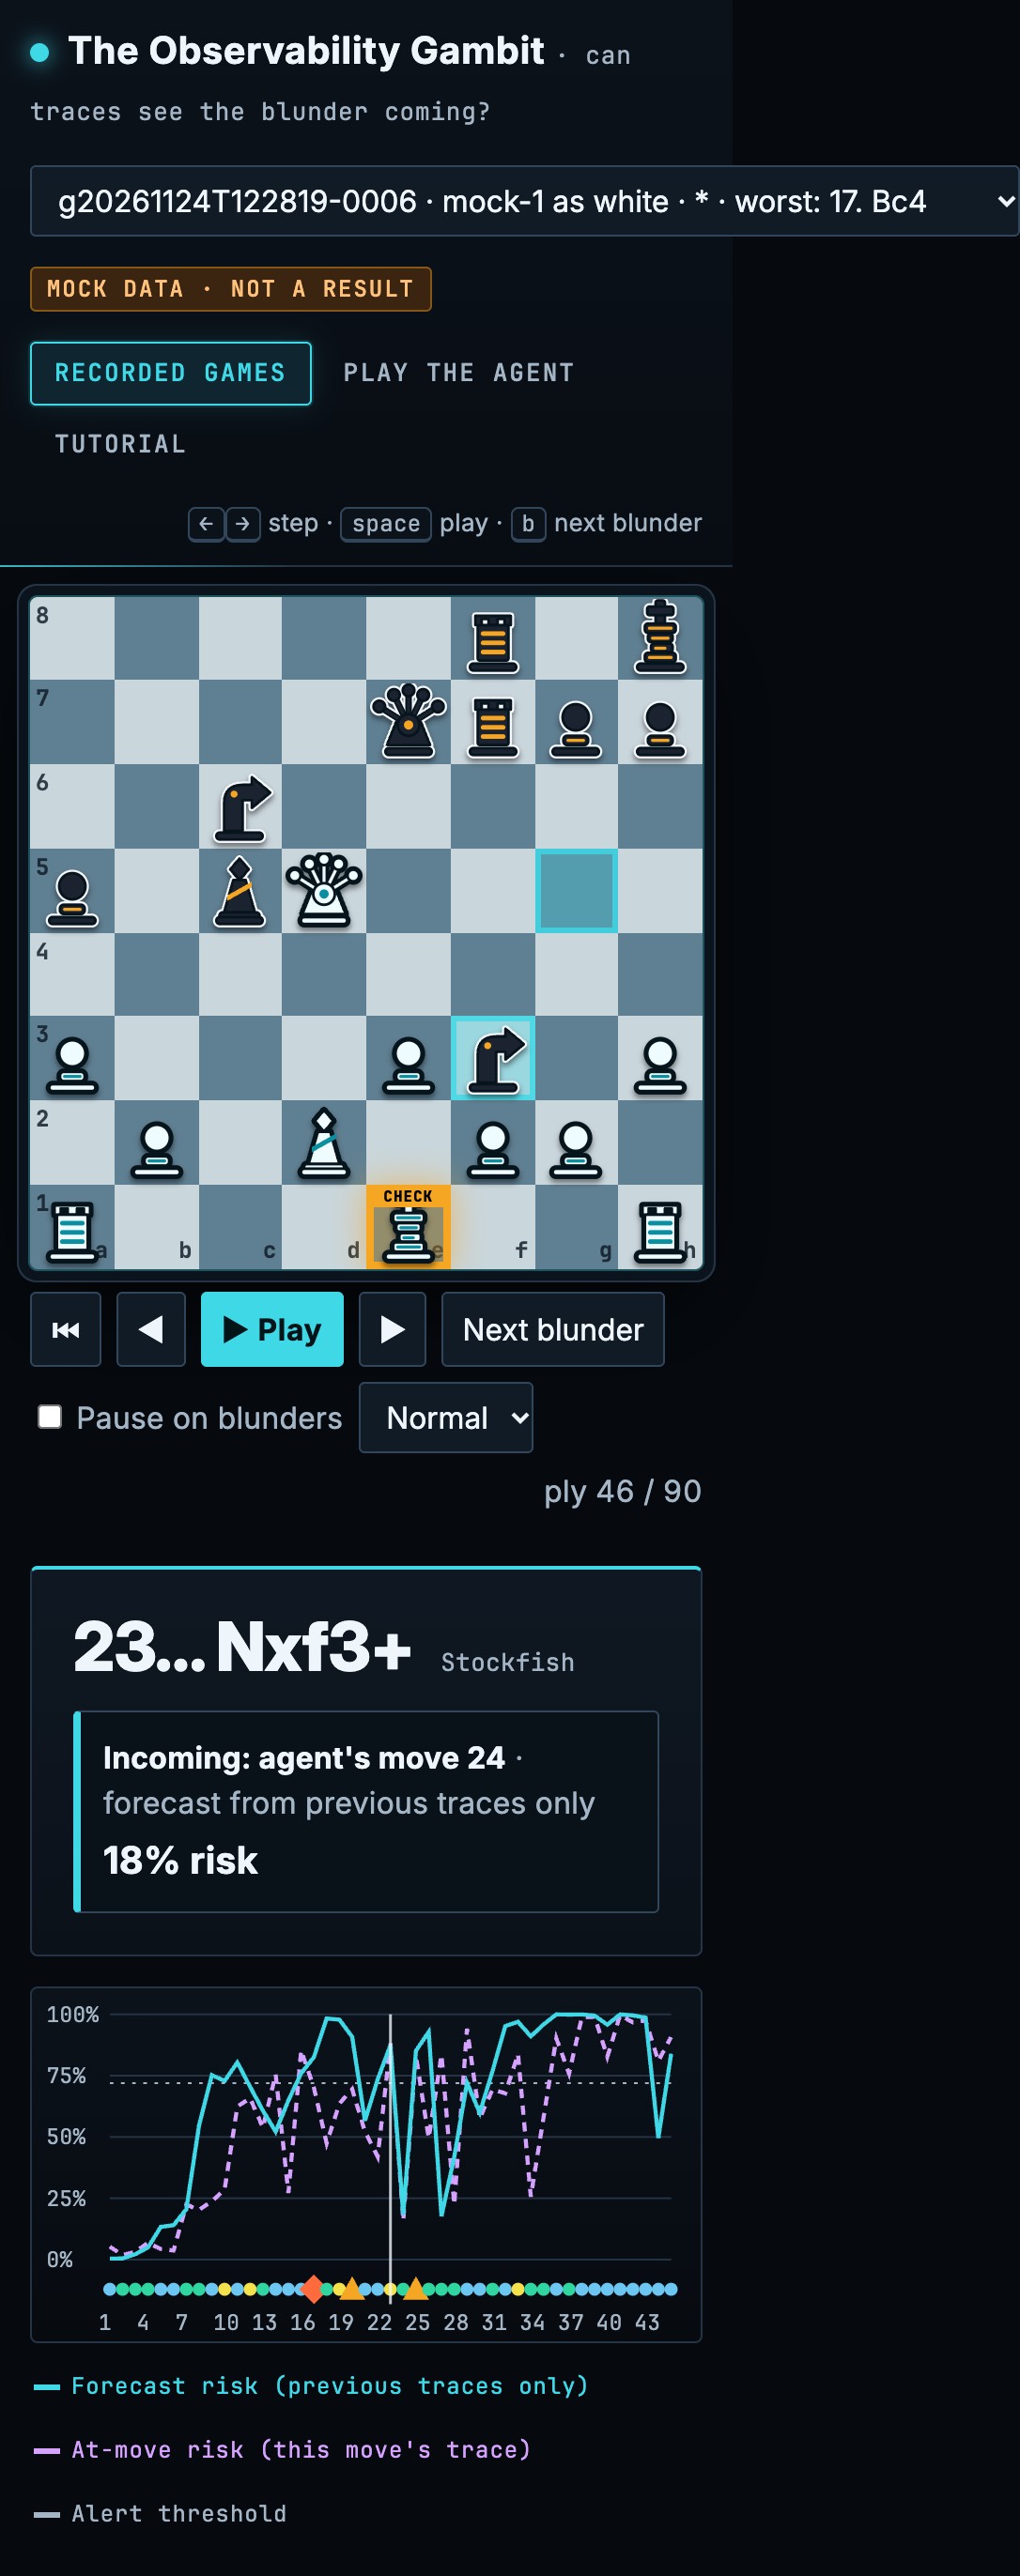 The Observability Gambit · can
traces see the blunder coming?
g20261124T122819-0006 · mock-1 as white · * · worst: 17. Bc4
MOCK DATA · NOT A RESULT
RECORDED GAMES PLAY THE AGENT
TUTORIAL
← → step · space play · b next blunder
8
7
6
5
4
3
2
CHECK
1
a b c d e f g h
⏮ ◀ ▶ Play ▶ Next blunder
Pause on blunders Normal
ply 46 / 90
23... Nxf3+ Stockfish
Incoming: agent's move 24 ·
forecast from previous traces only
18% risk
100%
75%
50%
25%
0%
1 4 7 10 13 16 19 22 25 28 31 34 37 40 43
Forecast risk (previous traces only)
At-move risk (this move's trace)
Alert threshold